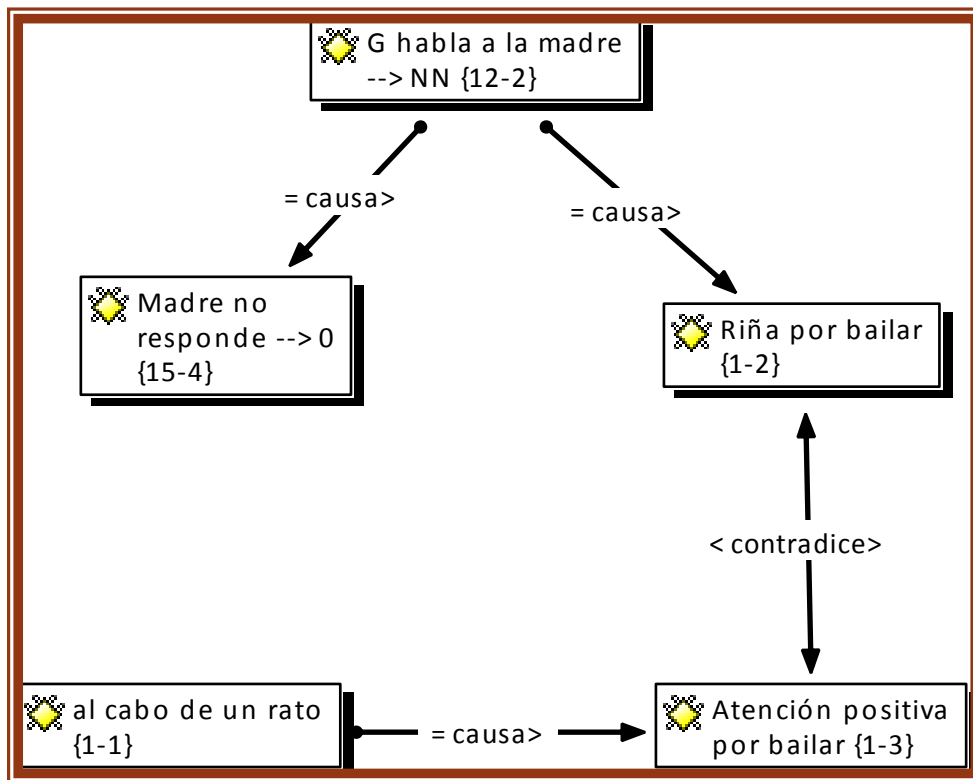 G habla a la madre
--> NN {12-2}
= causa>
= causa>
Madre no
responde --> 0
{15-4}
Riña por bailar
{1-2}
< contradice>
al cabo de un rato
{1-1}
= causa>
Atención positiva
por bailar {1-3}